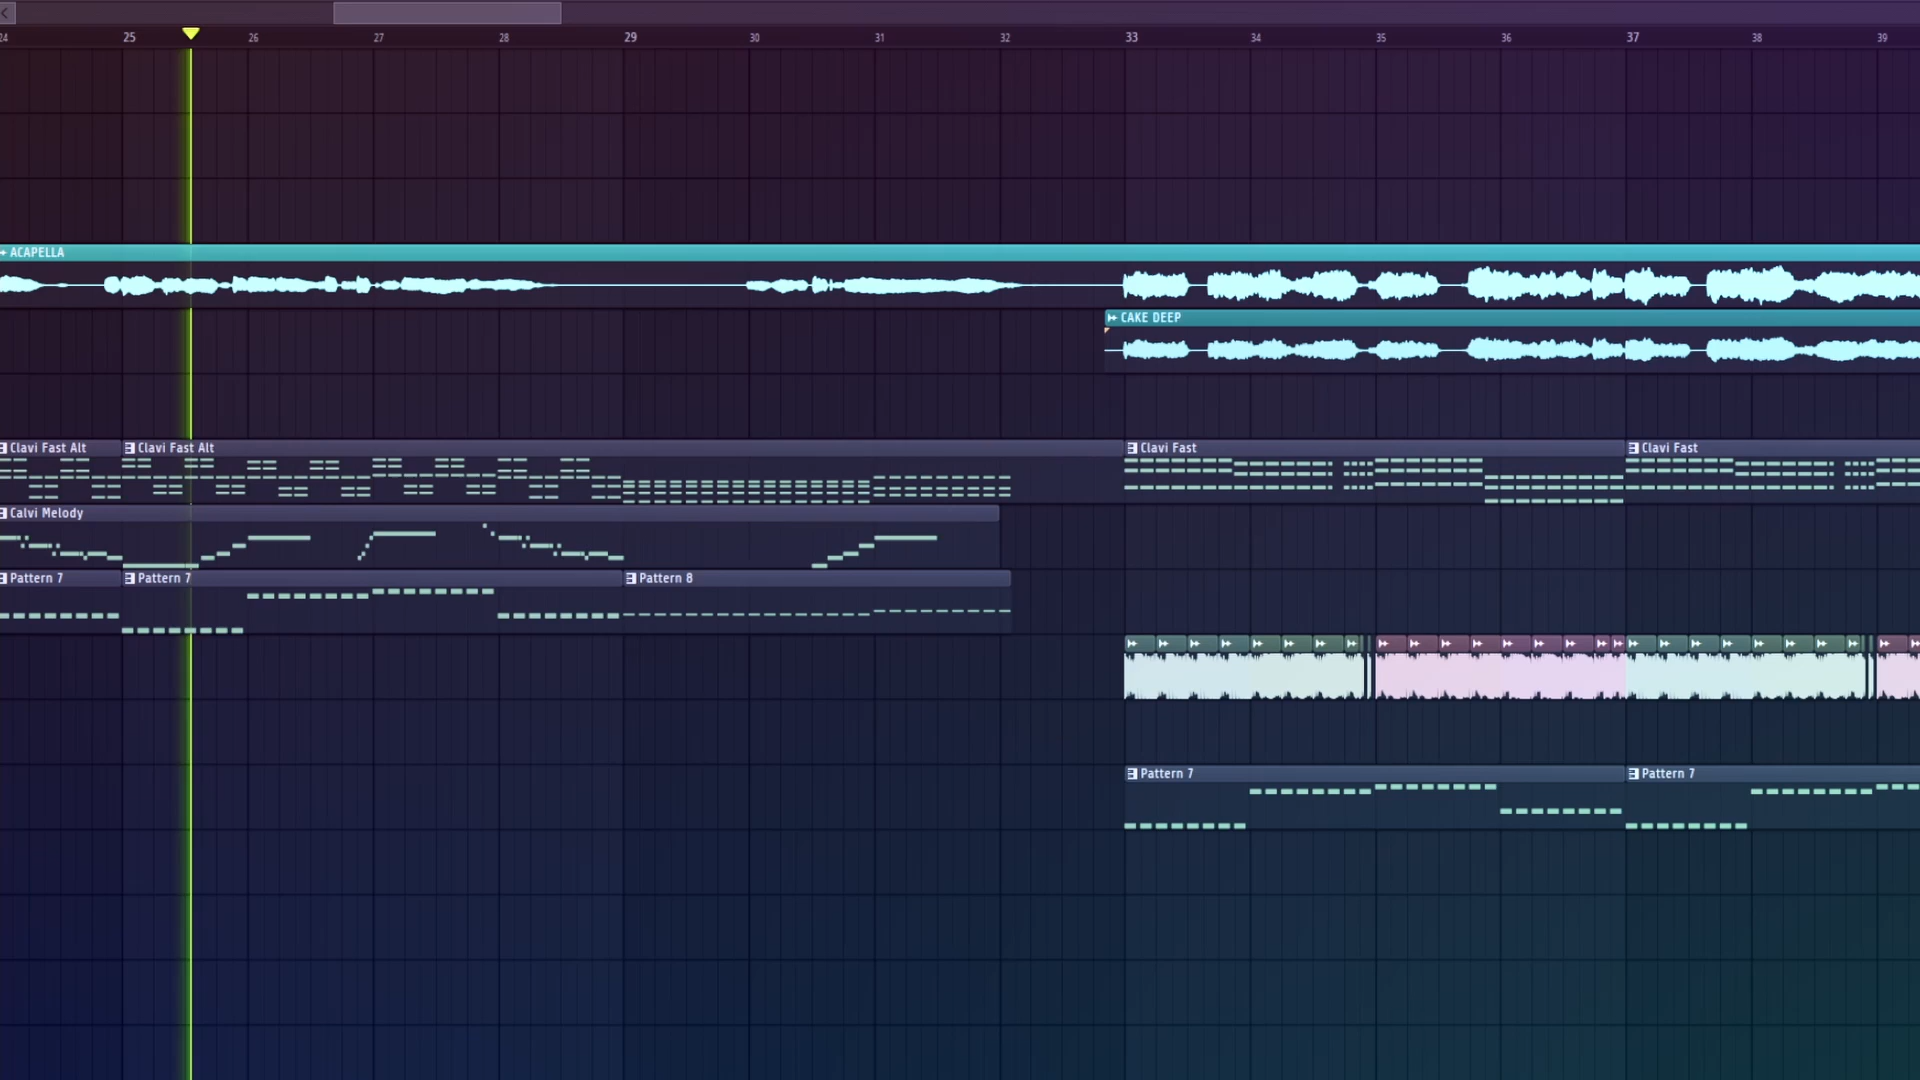 24 25 26 27 28 29 30 31 32 33 34 35 36 37 38 39
ACAPELLA
CAKE DEEP
Clavi Fast Alt Clavi Fast Alt Clavi Fast Clavi Fast
Calvi Melody
Pattern 7 Pattern 7 Pattern 8
Pattern 7 Pattern 7